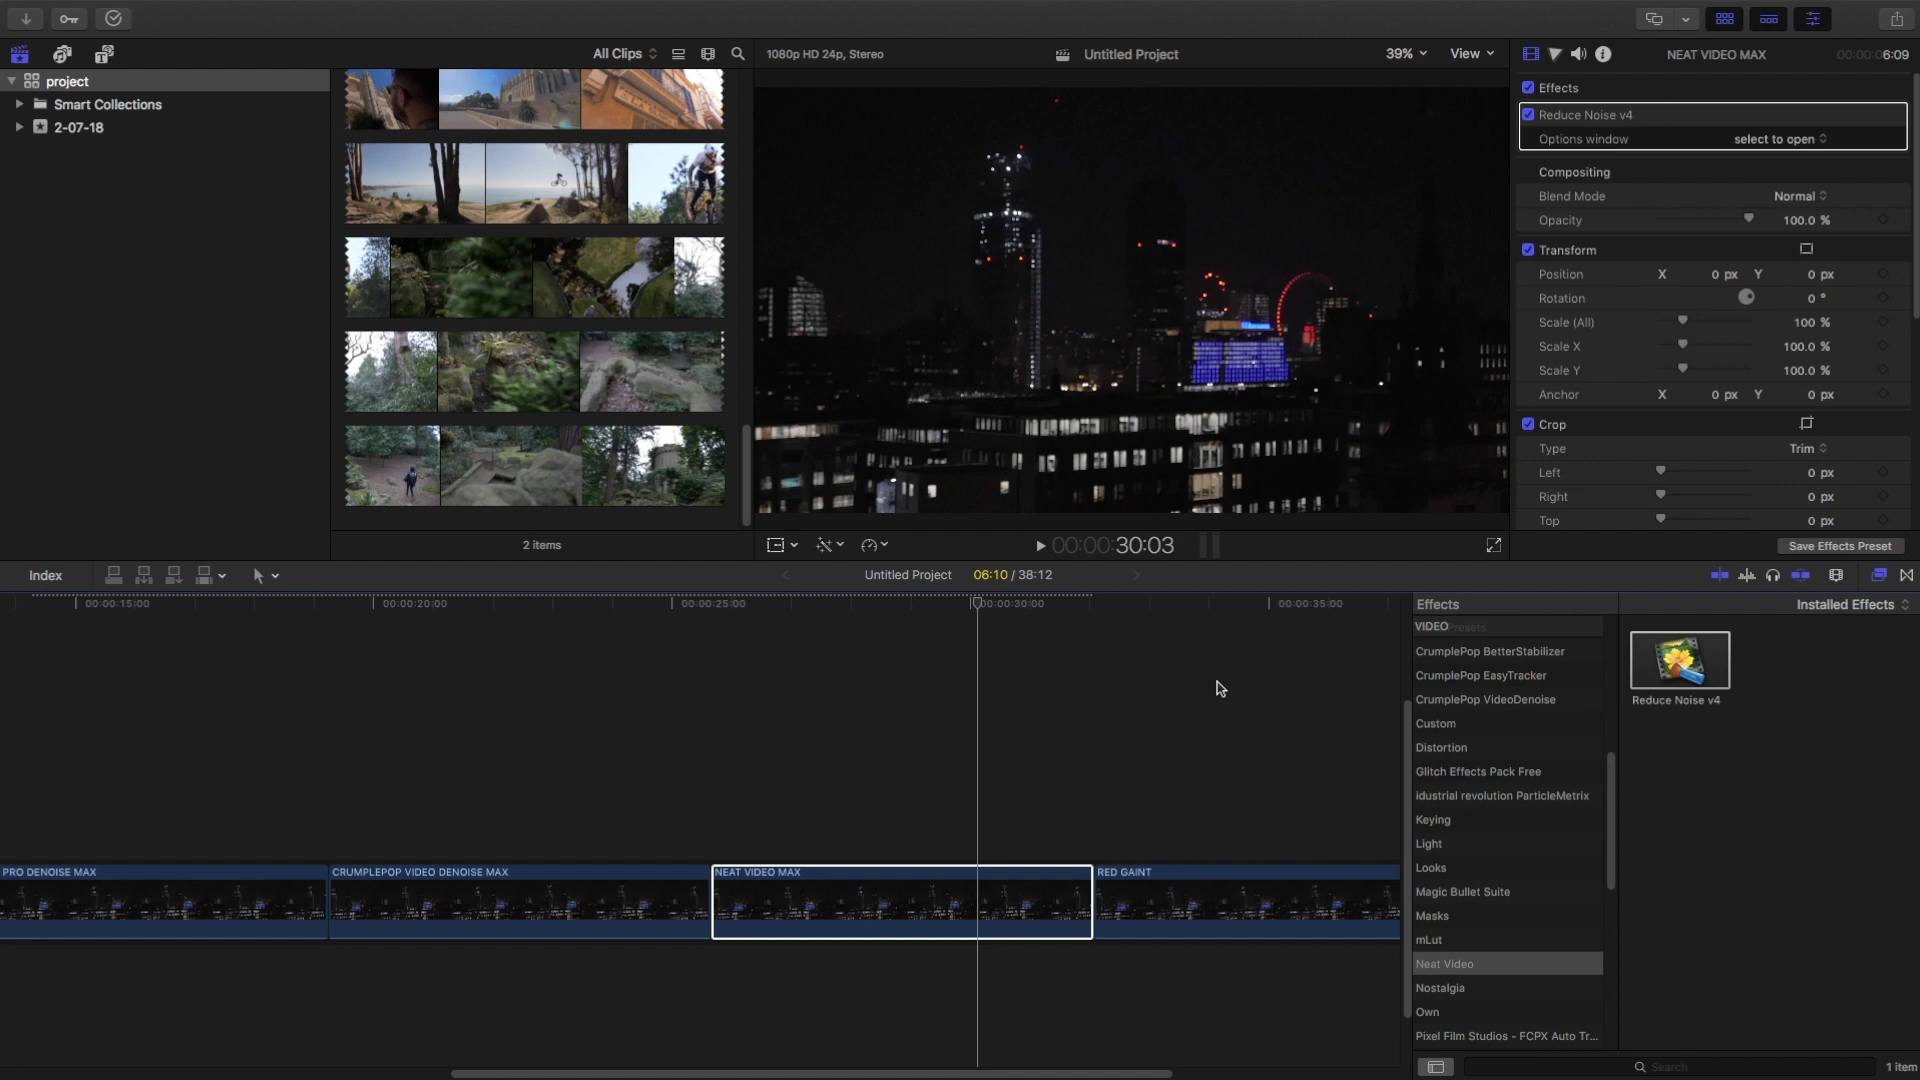 All Clips
1080p HD 24p, Stereo
Untitled Project
39%
View
NEAT VIDEO MAX
00:00:06:09
project
Smart Collections
2-07-18
2 items
00:00:30:03
Effects
Reduce Noise v4
Options window
select to open
Compositing
Blend Mode
Normal
Opacity
100.0 %
Transform
Position
X
0 px
Y
0 px
Rotation
0 °
Scale (All)
100 %
Scale X
100.0 %
Scale Y
100.0 %
Anchor
X
0 px
Y
0 px
Crop
Type
Trim
Left
0 px
Right
0 px
Top
0 px
Save Effects Preset
Index
Untitled Project
06:10 / 38:12
00:00:15:00
00:00:20:00
00:00:25:00
00:00:30:00
00:00:35:00
PRO DENOISE MAX
CRUMPLEPOP VIDEO DENOISE MAX
NEAT VIDEO MAX
RED GAINT
Effects
Installed Effects
VIDEO
Presets
CrumplePop BetterStabilizer
CrumplePop EasyTracker
CrumplePop VideoDenoise
Custom
Distortion
Glitch Effects Pack Free
idustrial revolution ParticleMetrix
Keying
Light
Looks
Magic Bullet Suite
Masks
mLut
Neat Video
Nostalgia
Own
Pixel Film Studios - FCPX Auto Tr...
Reduce Noise v4
Search
1 item